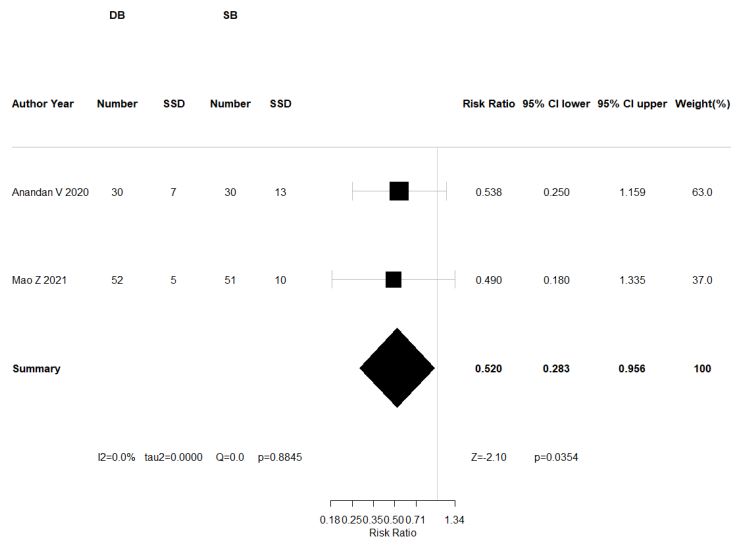 DB SB
Author Year Number SSD Number SSD Risk Ratio 95% CI lower 95% CI upper Weight(%)
Anandan V 2020 30 7 30 13 0.538 0.250 1.159 63.0
Mao Z 2021 52 5 51 10 0.490 0.180 1.335 37.0
Summary 0.520 0.283 0.956 100
I2=0.0% tau2=0.0000 Q=0.0 p=0.8845 Z=-2.10 p=0.0354
0.18 0.25 0.35 0.50 0.71 1.34
Risk Ratio